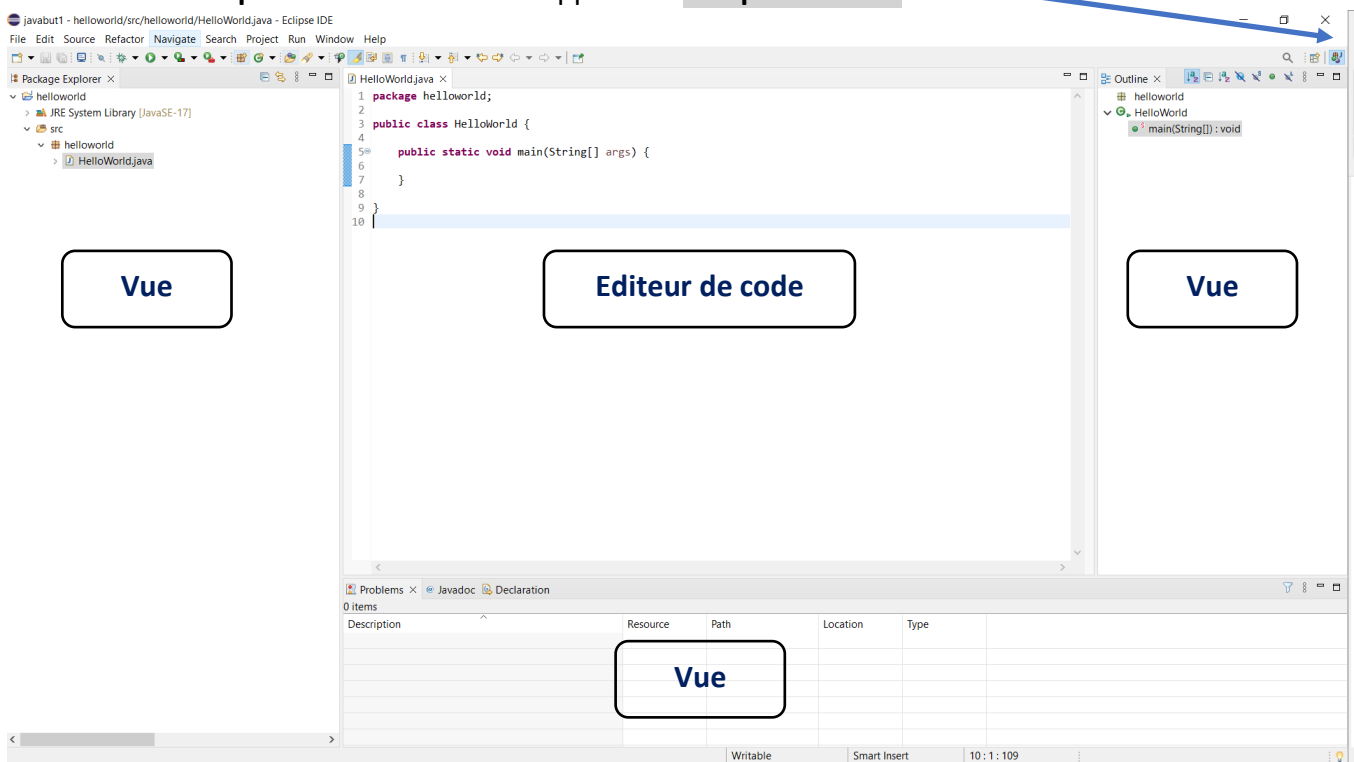 javabut1 - helloworld/src/helloworld/HelloWorld.java - Eclipse IDE
File Edit Source Refactor Navigate Search Project Run Window Help
Package Explorer
helloworld
JRE System Library [JavaSE-17]
src
helloworld
HelloWorld.java
Vue
HelloWorld.java
1 package helloworld;
2
3 public class HelloWorld {
4
5 public static void main(String[] args) {
6
7 }
8
9 }
10
Editeur de code
Outline
helloworld
HelloWorld
main(String[]) : void
Vue
Problems Javadoc Declaration
0 items
Description Resource Path Location Type
Vue
Writable Smart Insert 10 : 1 : 109